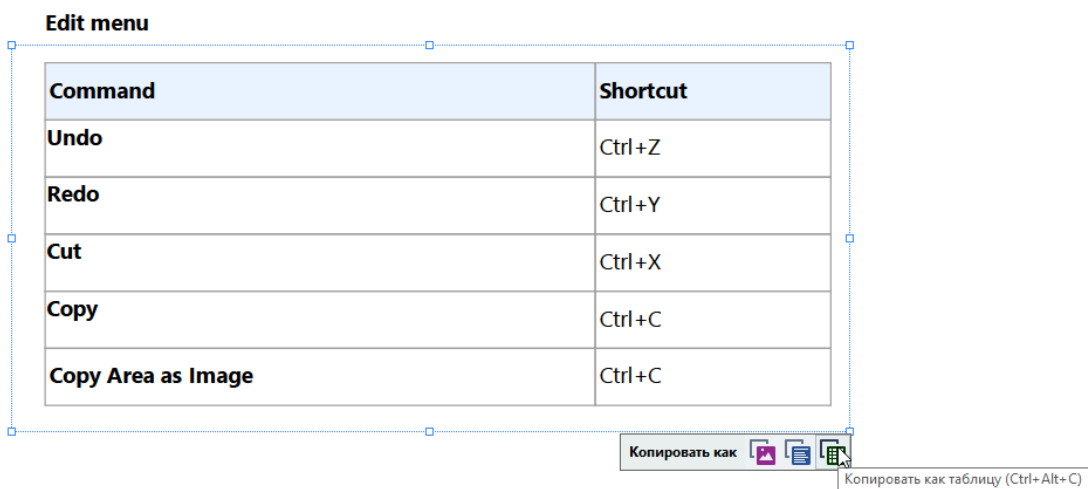 Edit menu
Command Shortcut
Undo Ctrl+Z
Redo Ctrl+Y
Cut Ctrl+X
Copy Ctrl+C
Copy Area as Image Ctrl+C
Копировать как
Копировать как таблицу (Ctrl+Alt+C)